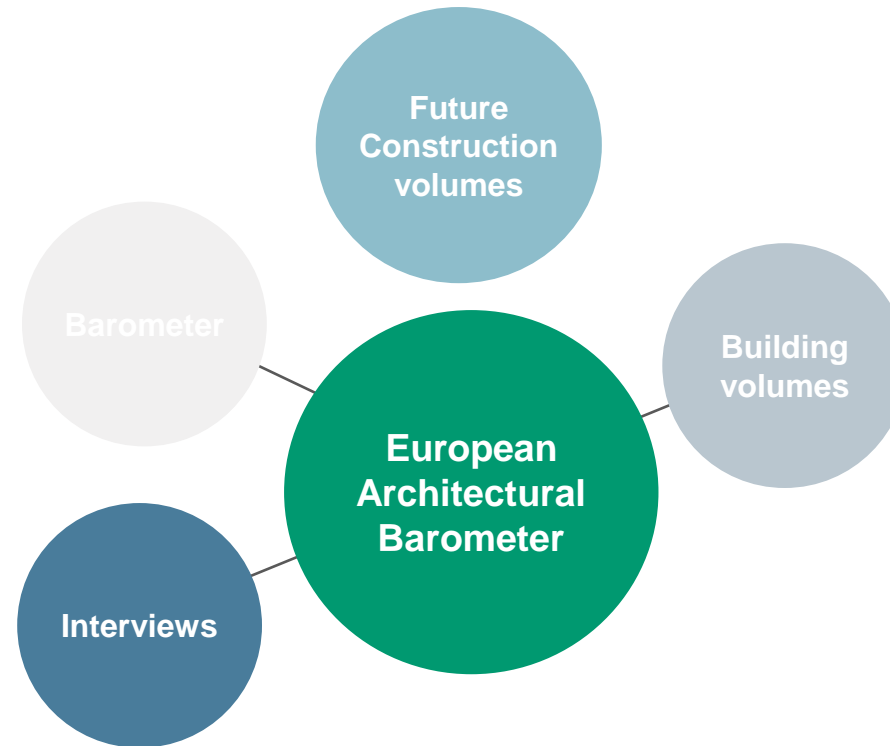 Future
Construction
volumes
Barometer
Building
volumes
European
Architectural
Barometer
Interviews